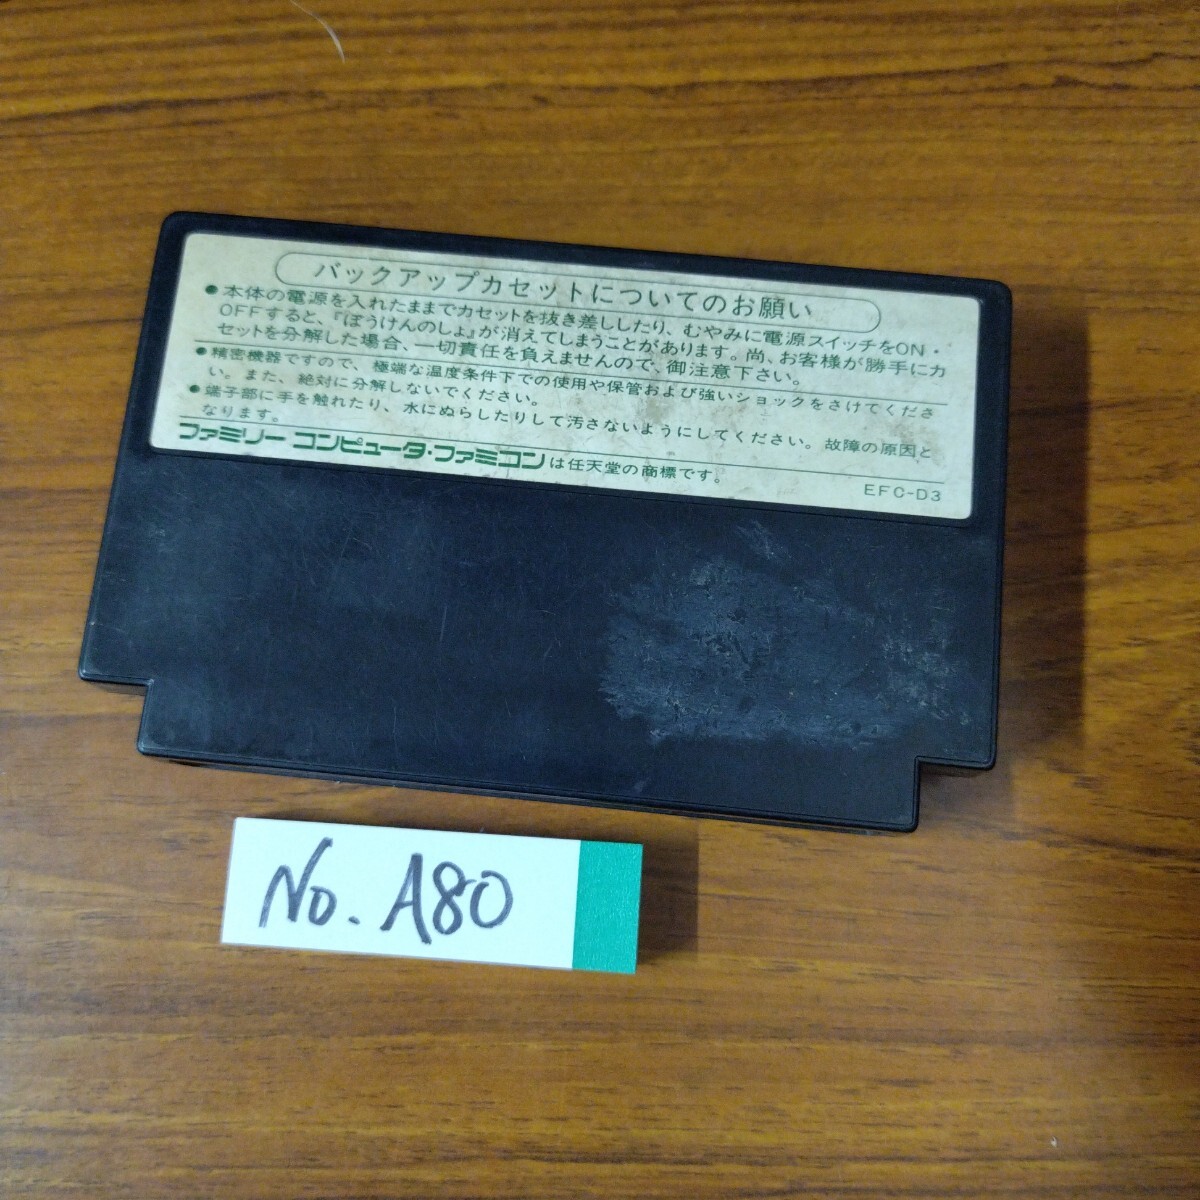 バックアップカセットについてのお願い
●本体の電源を入れたままでカセットを抜き差ししたり、むやみに電源スイッチをON・
OFFすると、『ぼうけんのしょ』が消えてしまうことがあります。尚、お客様が勝手にカ
セットを分解した場合、一切責任を負えませんので、御注意下さい。
●精密機器ですので、極端な温度条件下での使用や保管および強いショックをさけてくださ
い。また、絶対に分解しないでください。
●端子部に手を触れたり、水にぬらしたりして汚さないようにしてください。故障の原因と
なります。
ファミリーコンピュータ・ファミコンは任天堂の商標です。
EFC-D3
No. A80